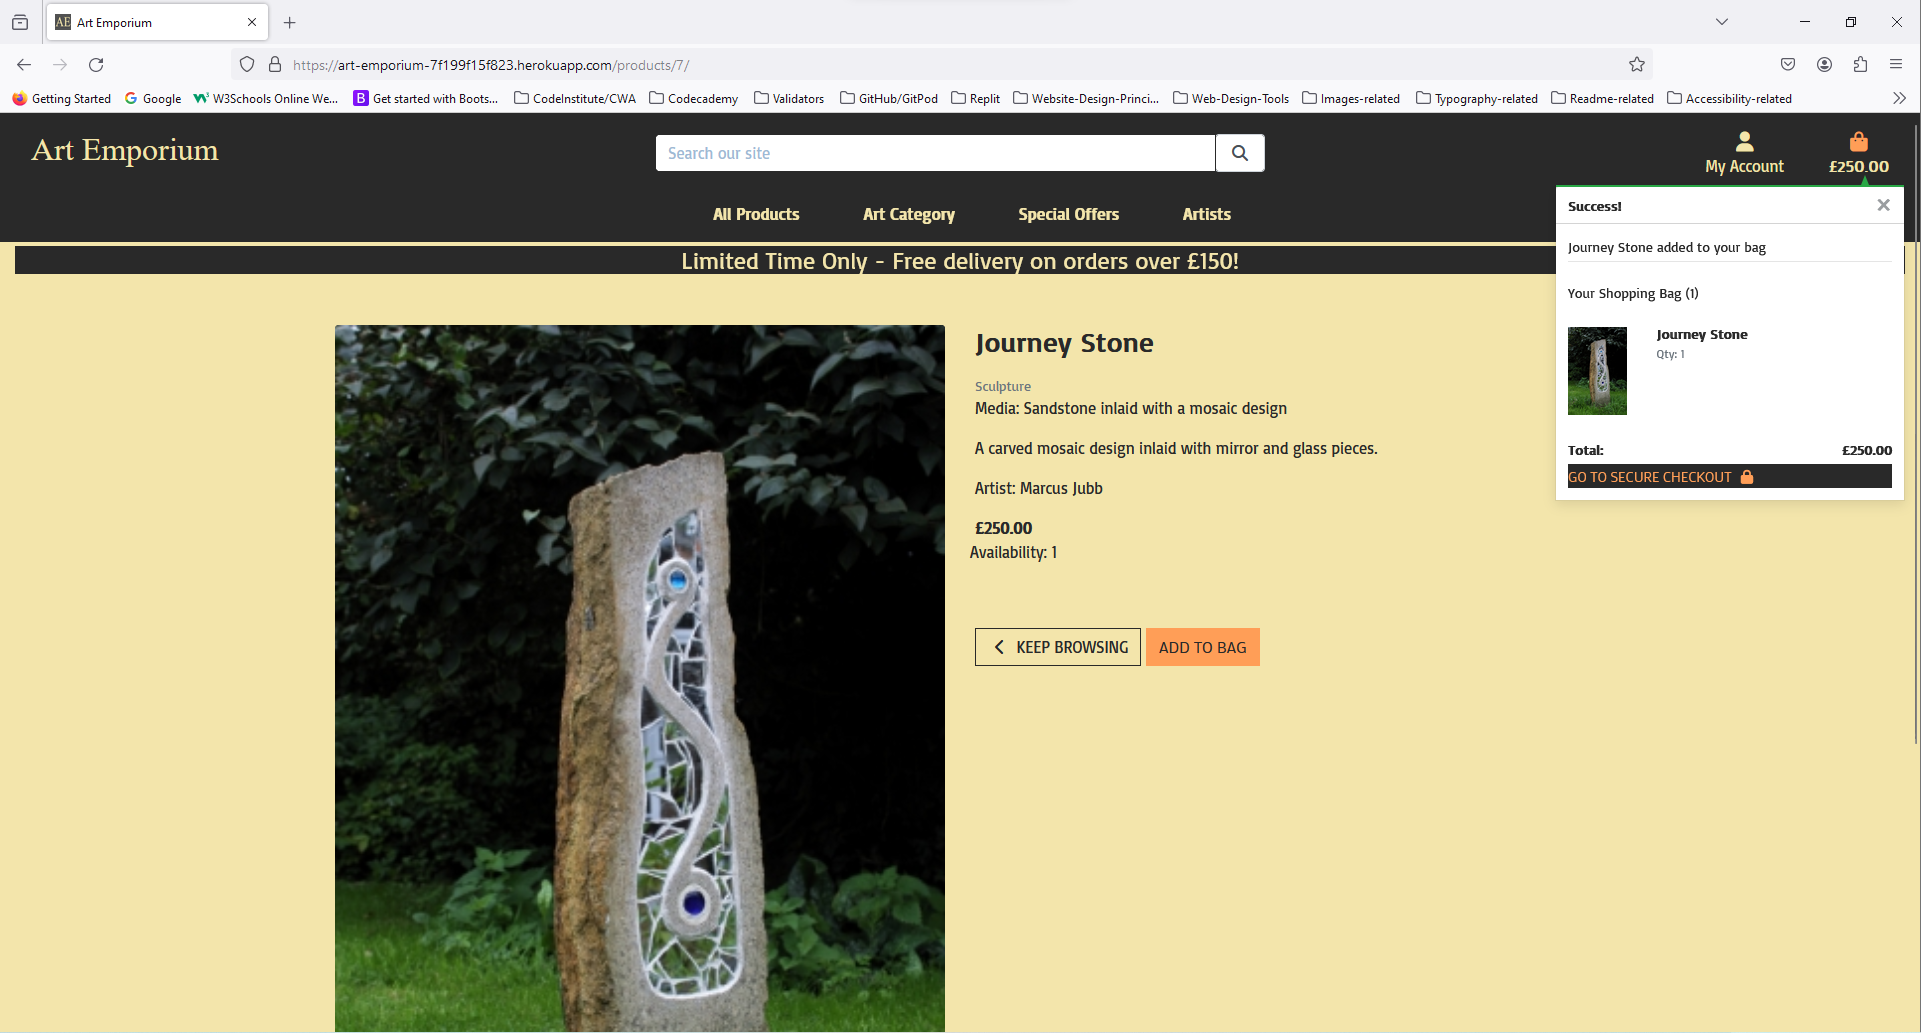 Art Emporium
https://art-emporium-7f199f15f823.herokuapp.com/products/7/
Getting Started
Google
W3Schools Online We...
Get started with Boots...
CodeInstitute/CWA
Codecademy
Validators
GitHub/GitPod
Replit
Website-Design-Princi...
Web-Design-Tools
Images-related
Typography-related
Readme-related
Accessibility-related
Art Emporium
Search our site
My Account
£250.00
All Products
Art Category
Special Offers
Artists
Limited Time Only - Free delivery on orders over £150!
Success!
Journey Stone added to your bag
Your Shopping Bag (1)
Journey Stone
Qty: 1
Total:
£250.00
GO TO SECURE CHECKOUT
Journey Stone
Sculpture
Media: Sandstone inlaid with a mosaic design
A carved mosaic design inlaid with mirror and glass pieces.
Artist: Marcus Jubb
£250.00
Availability: 1
KEEP BROWSING
ADD TO BAG